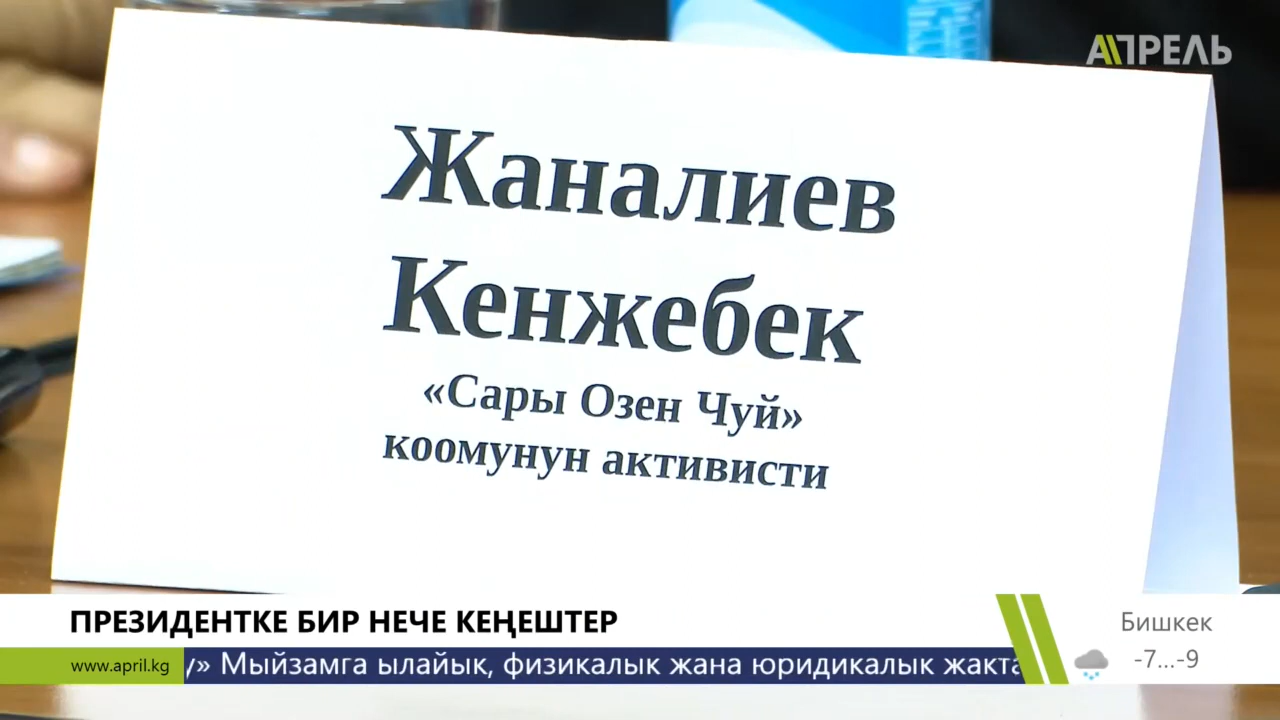 АПРЕЛЬ
Жаналиев
Кенжебек
«Сары Озен Чуй»
коомунун активисти
ПРЕЗИДЕНТКЕ БИР НЕЧЕ КЕҢЕШТЕР
Бишкек
-7...-9
www.april.kg
у» Мыйзамга ылайык, физикалык жана юридикалык жакта